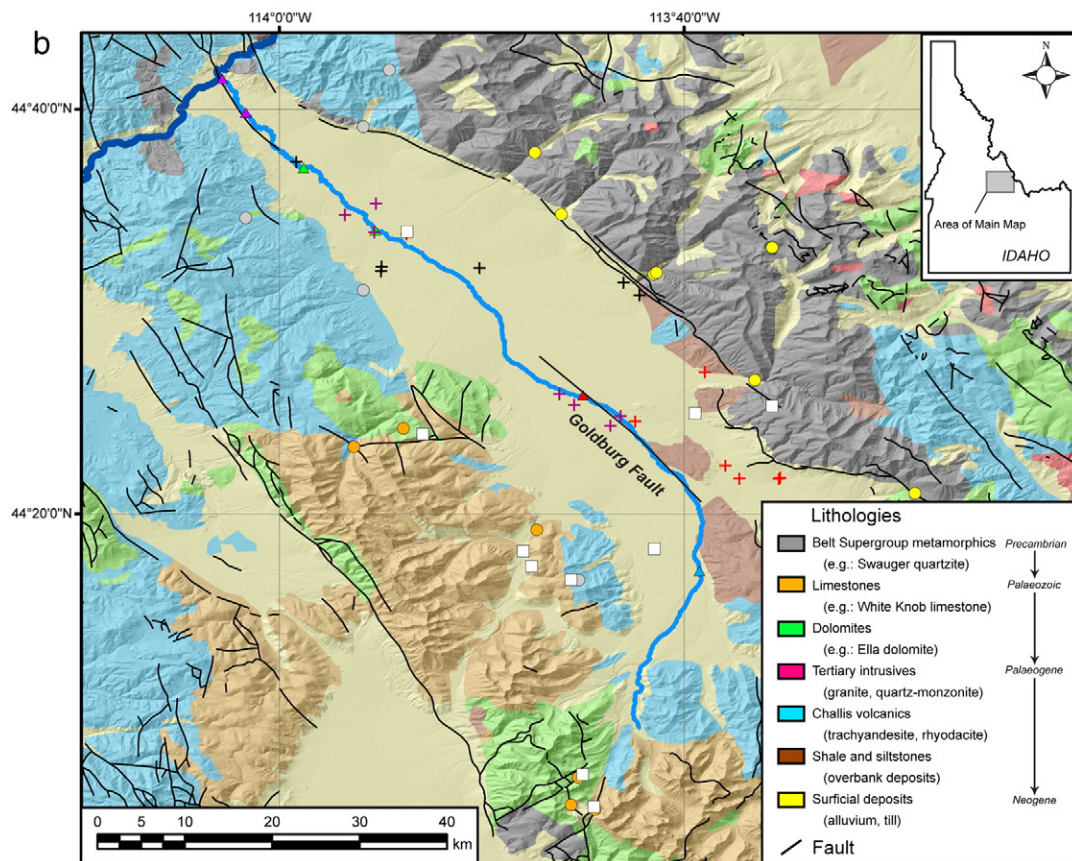 b
114°0'0"W
113°40'0"W
44°40'0"N
44°20'0"N
N
Area of Main Map
IDAHO
Goldburg Fault
Lithologies
Belt Supergroup metamorphics
(e.g.: Swauger quartzite)
Limestones
(e.g.: White Knob limestone)
Dolomites
(e.g.: Ella dolomite)
Tertiary intrusives
(granite, quartz-monzonite)
Challis volcanics
(trachyandesite, rhyodacite)
Shale and siltstones
(overbank deposits)
Surficial deposits
(alluvium, till)
Fault
Precambrian
Palaeozoic
Palaeogene
Neogene
0 5 10 20 30 40
km